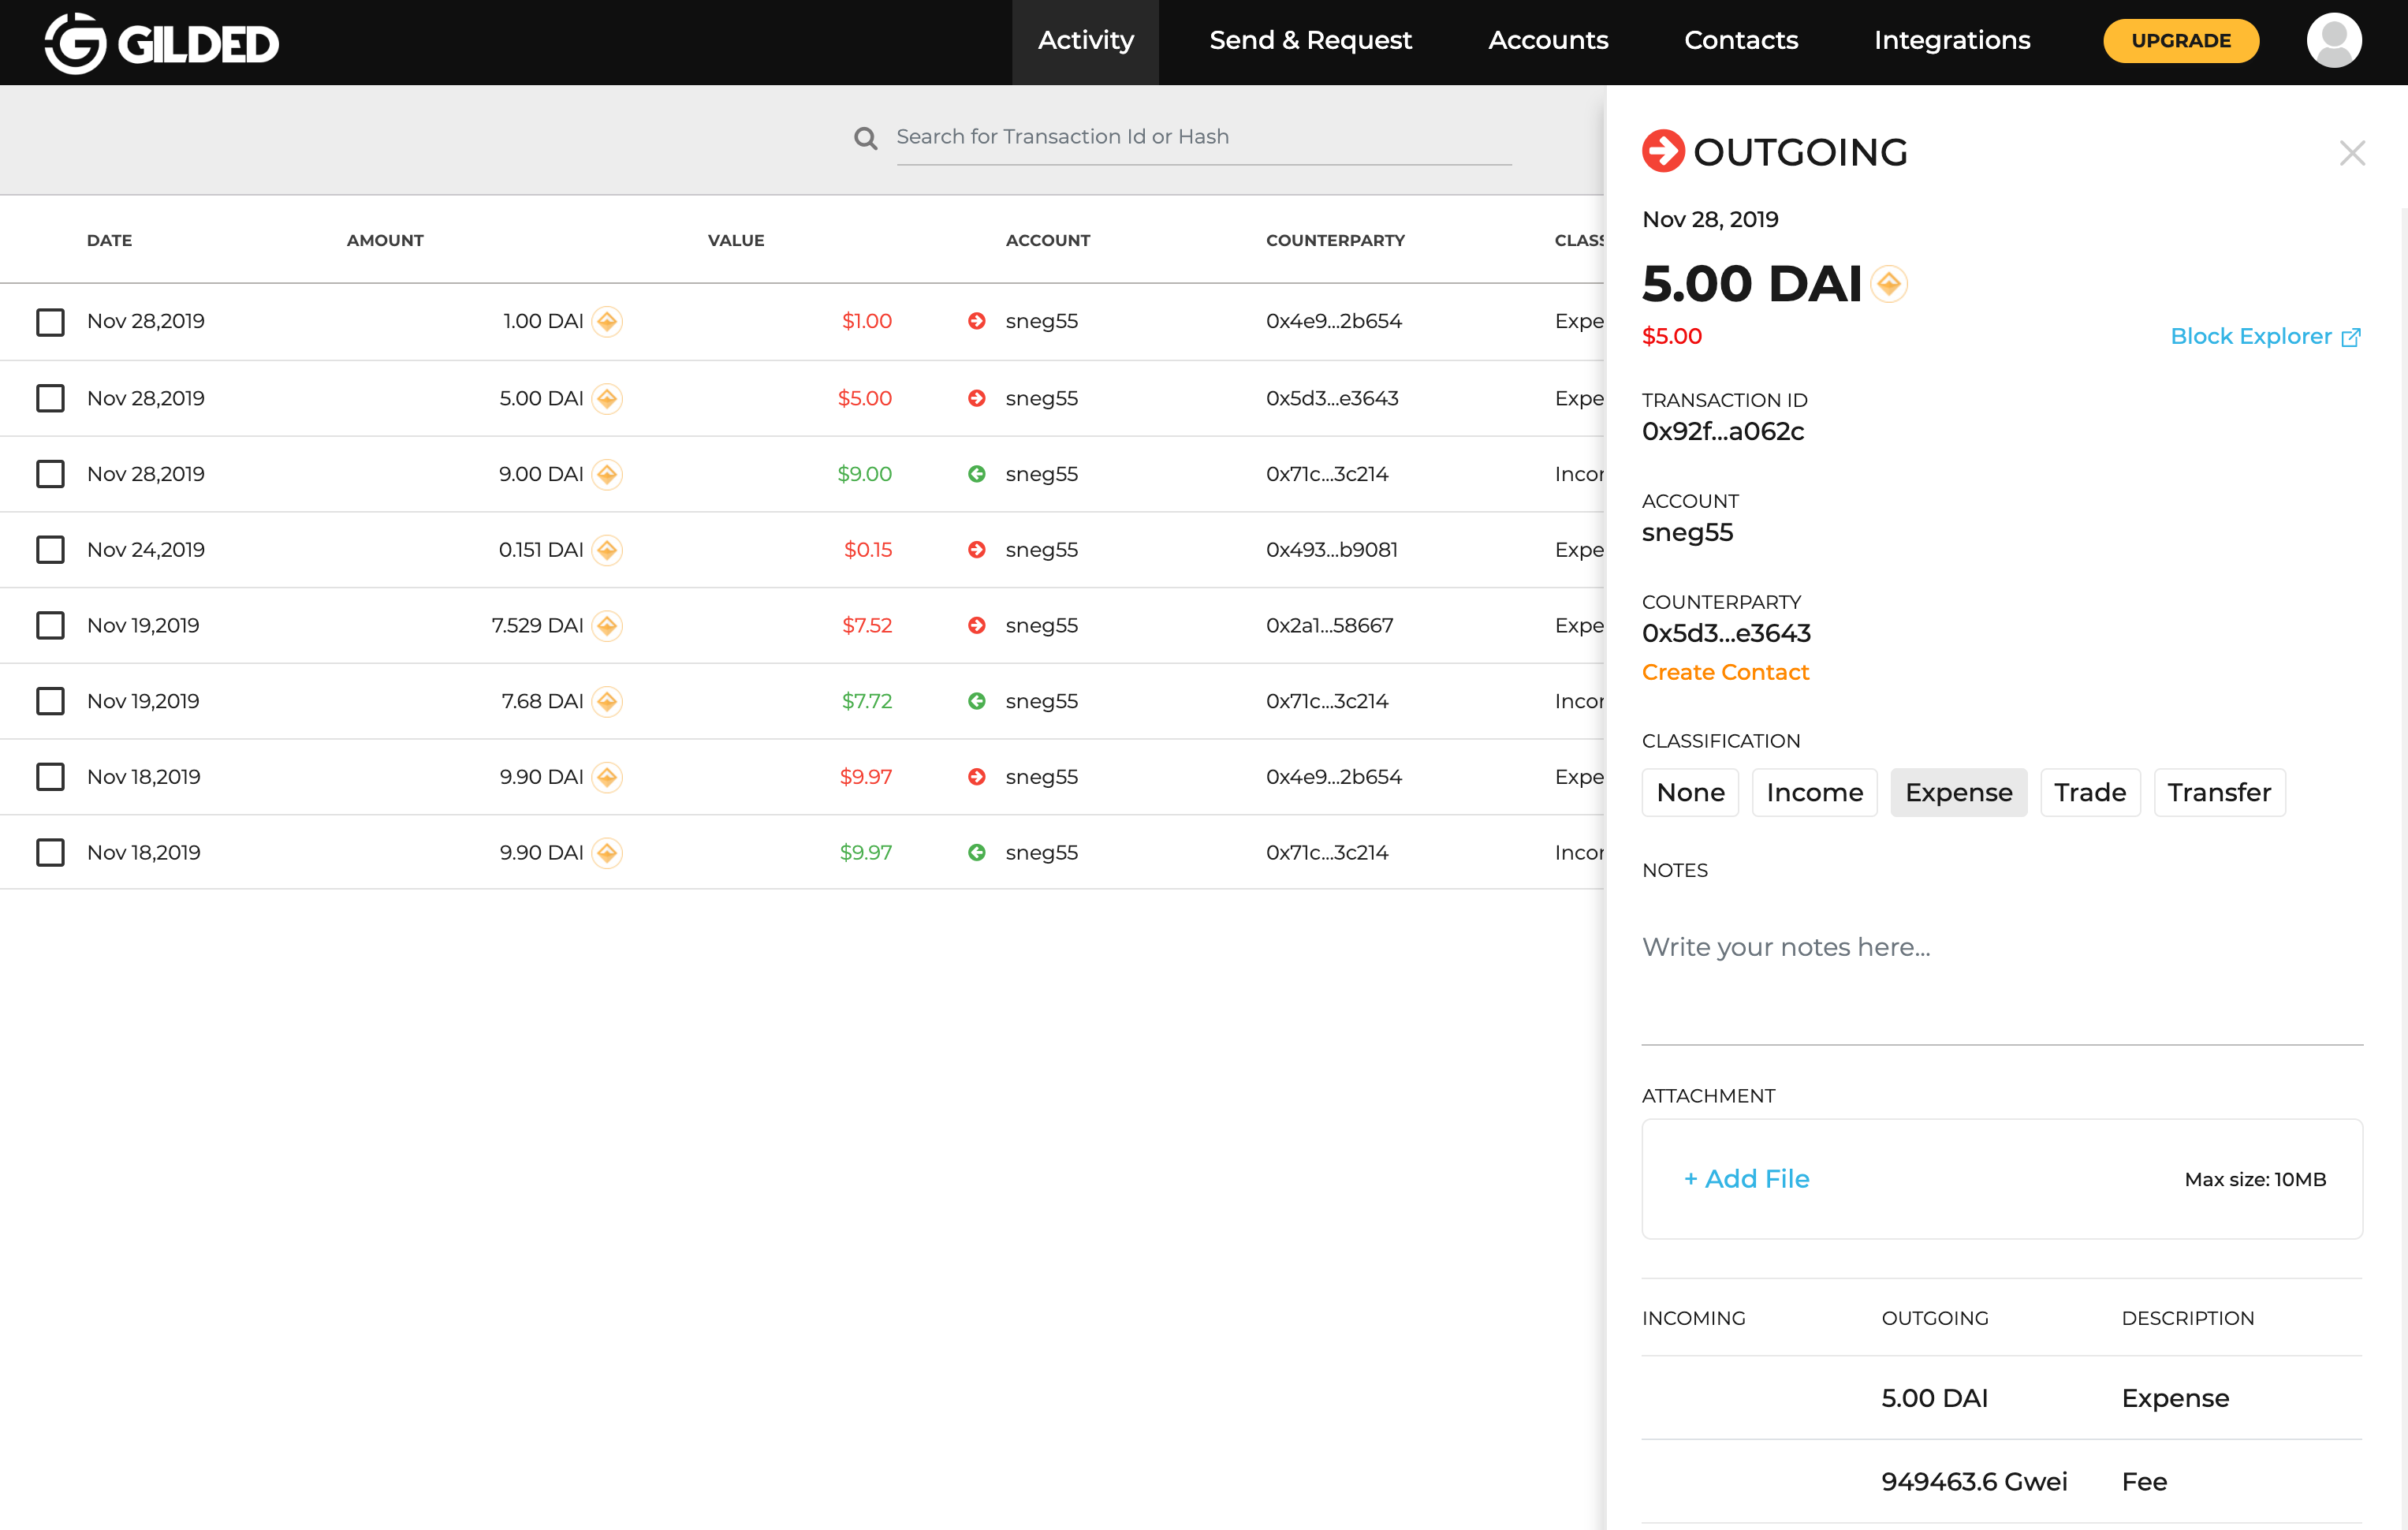 GILDED
Activity
Send & Request
Accounts
Contacts
Integrations
UPGRADE
Search for Transaction Id or Hash
DATE AMOUNT VALUE ACCOUNT COUNTERPARTY CLASS
Nov 28,2019 1.00 DAI $1.00 sneg55 0x4e9...2b654 Expe
Nov 28,2019 5.00 DAI $5.00 sneg55 0x5d3...e3643 Expe
Nov 28,2019 9.00 DAI $9.00 sneg55 0x71c...3c214 Incor
Nov 24,2019 0.151 DAI $0.15 sneg55 0x493...b9081 Expe
Nov 19,2019 7.529 DAI $7.52 sneg55 0x2a1...58667 Expe
Nov 19,2019 7.68 DAI $7.72 sneg55 0x71c...3c214 Incor
Nov 18,2019 9.90 DAI $9.97 sneg55 0x4e9...2b654 Expe
Nov 18,2019 9.90 DAI $9.97 sneg55 0x71c...3c214 Incor
OUTGOING
Nov 28, 2019
5.00 DAI
$5.00
Block Explorer
TRANSACTION ID
0x92f...a062c
ACCOUNT
sneg55
COUNTERPARTY
0x5d3...e3643
Create Contact
CLASSIFICATION
None Income Expense Trade Transfer
NOTES
Write your notes here...
ATTACHMENT
+ Add File
Max size: 10MB
INCOMING OUTGOING DESCRIPTION
5.00 DAI Expense
949463.6 Gwei Fee